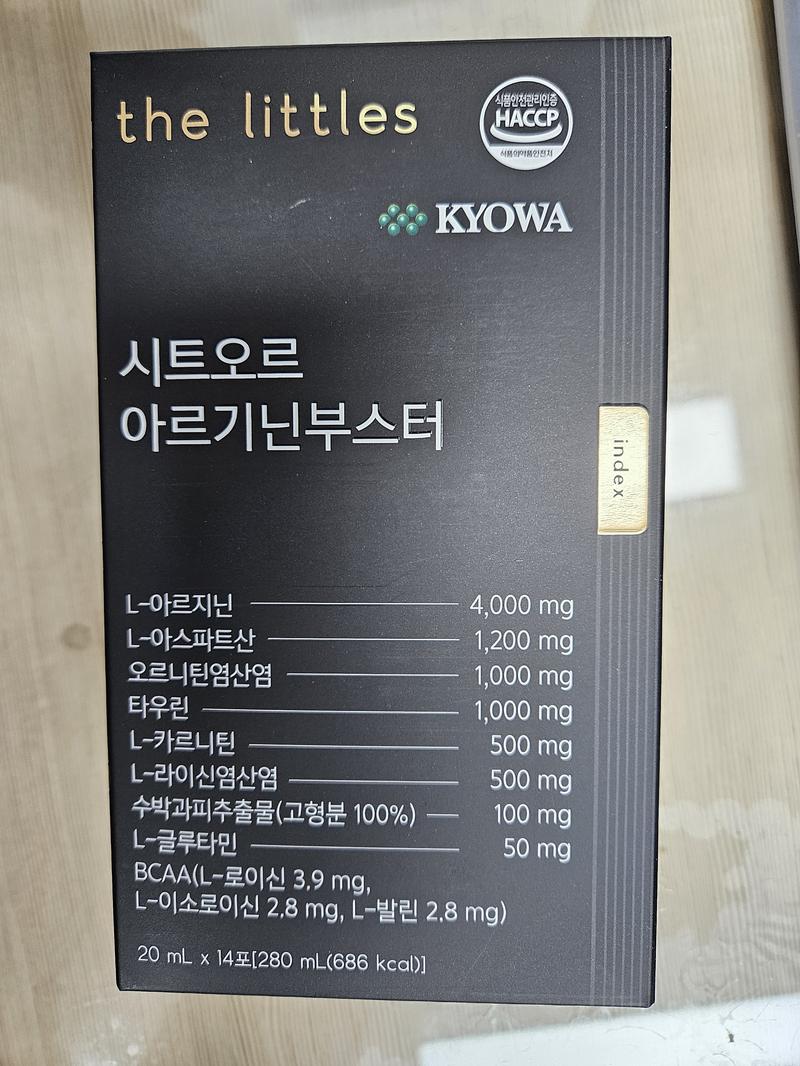 the littles
식품안전관리인증
HACCP
식품의약품안전처
KYOWA
시트오르
아르기닌부스터
index
L-아르지닌 4,000 mg
L-아스파트산 1,200 mg
오르니틴염산염 1,000 mg
타우린 1,000 mg
L-카르니틴 500 mg
L-라이신염산염 500 mg
수박과피추출물(고형분 100%) 100 mg
L-글루타민 50 mg
BCAA(L-로이신 3.9 mg,
L-이소로이신 2.8 mg, L-발린 2.8 mg)
20 mL x 14포[280 mL(686 kcal)]